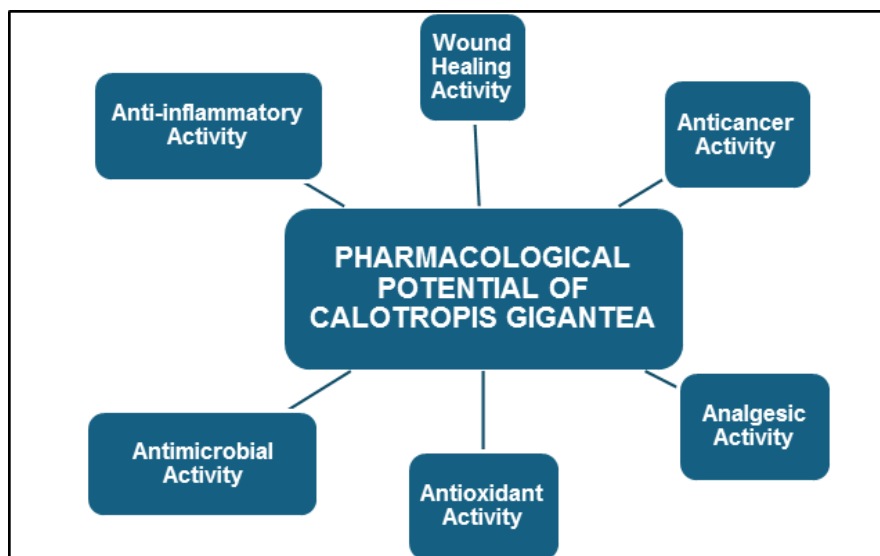 Wound
Healing
Activity
Anti-inflammatory
Activity
Anticancer
Activity
PHARMACOLOGICAL
POTENTIAL OF
CALOTROPIS GIGANTEA
Antimicrobial
Activity
Antioxidant
Activity
Analgesic
Activity